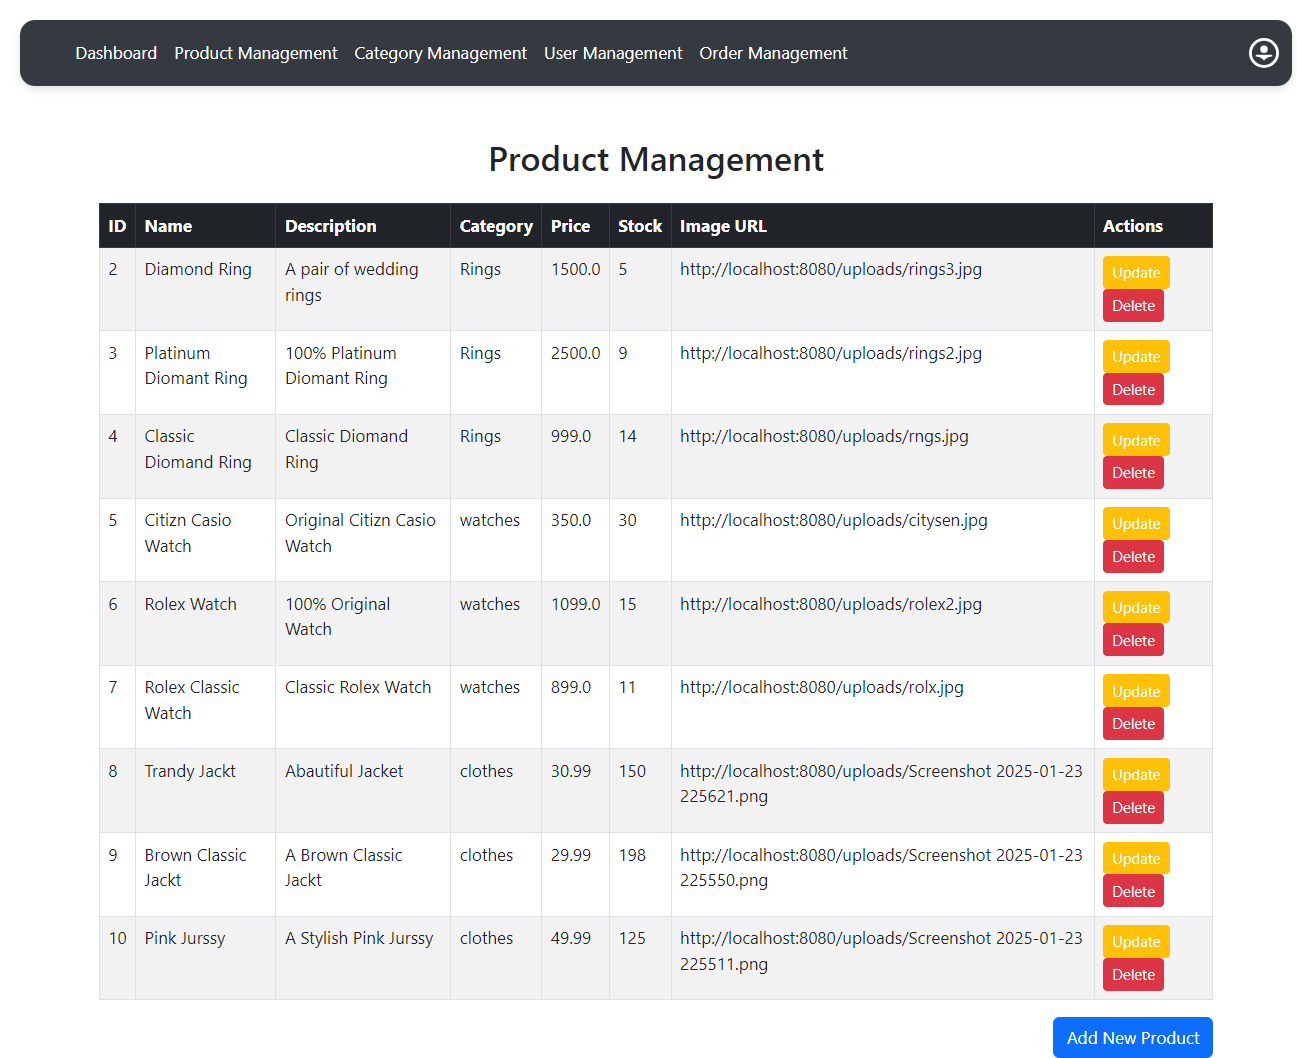 Dashboard Product Management Category Management User Management Order Management
Product Management
ID Name Description Category Price Stock Image URL Actions
2 Diamond Ring A pair of wedding Rings 1500.0 5 http://localhost:8080/uploads/rings3.jpg Update
rings Delete
3 Platinum 100% Platinum Rings 2500.0 9 http://localhost:8080/uploads/rings2.jpg Update
Diomant Ring Diomant Ring Delete
4 Classic Classic Diomand Rings 999.0 14 http://localhost:8080/uploads/rngs.jpg Update
Diomand Ring Ring Delete
5 Citizn Casio Original Citizn Casio watches 350.0 30 http://localhost:8080/uploads/citysen.jpg Update
Watch Watch Delete
6 Rolex Watch 100% Original watches 1099.0 15 http://localhost:8080/uploads/rolex2.jpg Update
Watch Delete
7 Rolex Classic Classic Rolex Watch watches 899.0 11 http://localhost:8080/uploads/rolx.jpg Update
Watch Delete
8 Trandy Jackt Abautiful Jacket clothes 30.99 150 http://localhost:8080/uploads/Screenshot 2025-01-23 Update
225621.png Delete
9 Brown Classic A Brown Classic clothes 29.99 198 http://localhost:8080/uploads/Screenshot 2025-01-23 Update
Jackt Jackt 225550.png Delete
10 Pink Jurssy A Stylish Pink Jurssy clothes 49.99 125 http://localhost:8080/uploads/Screenshot 2025-01-23 Update
225511.png Delete
Add New Product